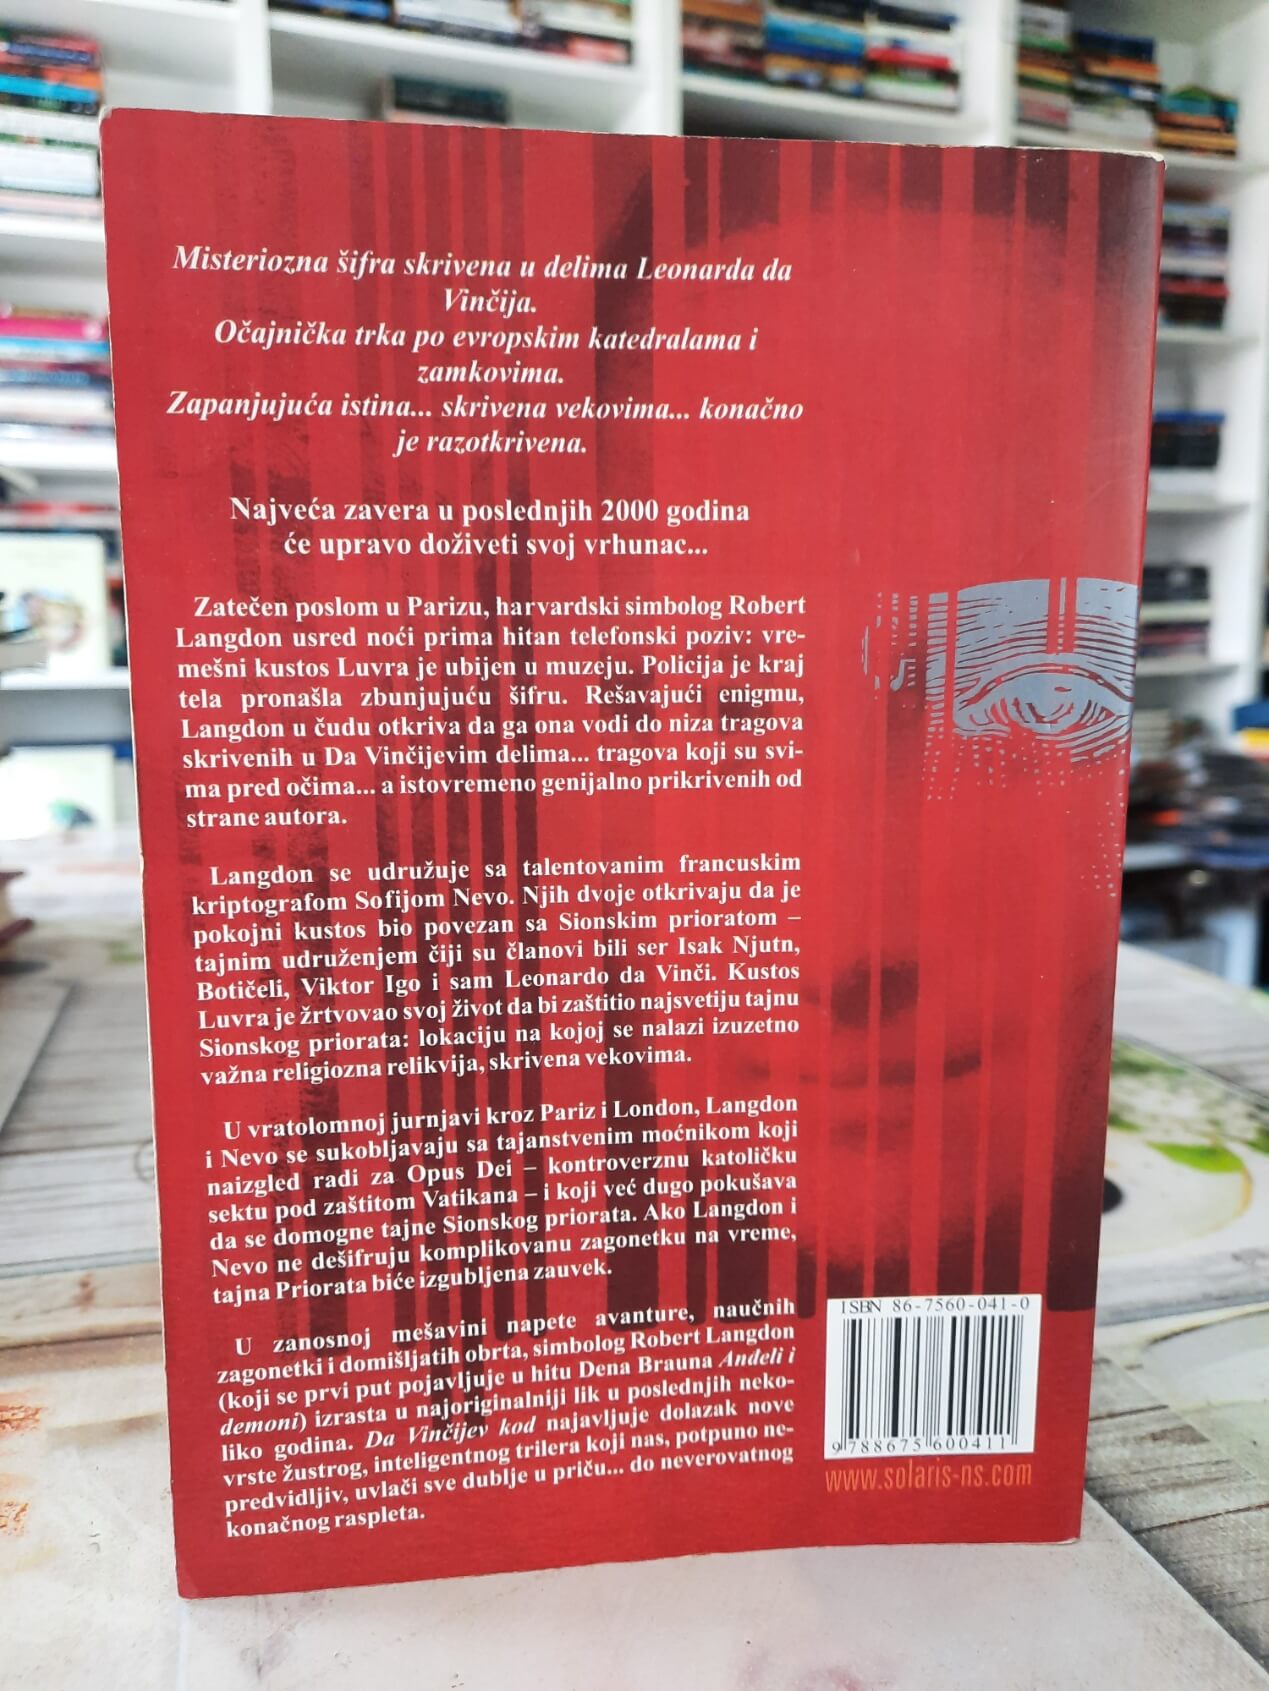 Misteriozna šifra skrivena u delima Leonarda da
Vinčija.
Očajnička trka po evropskim katedralama i
zamkovima.
Zapanjujuća istina... skrivena vekovima... konačno
je razotkrivena.
Najveća zavera u poslednjih 2000 godina
će upravo doživeti svoj vrhunac...
Zatečen poslom u Parizu, harvardski simbolog Robert
Langdon usred noći prima hitan telefonski poziv: vre-
mešni kustos Luvra je ubijen u muzeju. Policija je kraj
tela pronašla zbunjujuću šifru. Rešavajući enigmu,
Langdon u čudu otkriva da ga ona vodi do niza tragova
skrivenih u Da Vinčijevim delima... tragova koji su svi-
ma pred očima... a istovremeno genijalno prikrivenih od
strane autora.
Langdon se udružuje sa talentovanim francuskim
kriptografom Sofijom Nevo. Njih dvoje otkrivaju da je
pokojni kustos bio povezan sa Sionskim prioratom –
tajnim udruženjem čiji su članovi bili ser Isak Njutn,
Botičeli, Viktor Igo i sam Leonardo da Vinči. Kustos
Luvra je žrtvovao svoj život da bi zaštitio najsvetiju tajnu
Sionskog priorata: lokaciju na kojoj se nalazi izuzetno
važna religiozna relikvija, skrivena vekovima.
U vratolomnoj jurnjavi kroz Pariz i London, Langdon
i Nevo se sukobljavaju sa tajanstvenim moćnikom koji
naizgled radi za Opus Dei – kontroverznu katoličku
sektu pod zaštitom Vatikana – i koji već dugo pokušava
da se domogne tajne Sionskog priorata. Ako Langdon i
Nevo ne dešifruju komplikovanu zagonetku na vreme,
tajna Priorata biće izgubljena zauvek.
U zanosnoj mešavini napete avanture, naučnih
zagonetki i domišljatih obrta, simbolog Robert Langdon
(koji se prvi put pojavljuje u hitu Dena Brauna Anđeli i
demoni) izrasta u najoriginalniji lik u poslednjih neko-
liko godina. Da Vinčijev kod najavljuje dolazak nove
vrste žustrog, inteligentnog trilera koji nas, potpuno ne-
predvidljiv, uvlači sve dublje u priču... do neverovatnog
konačnog raspleta.
ISBN 86-7560-041-0
9 788675 600411
www.solaris-ns.com